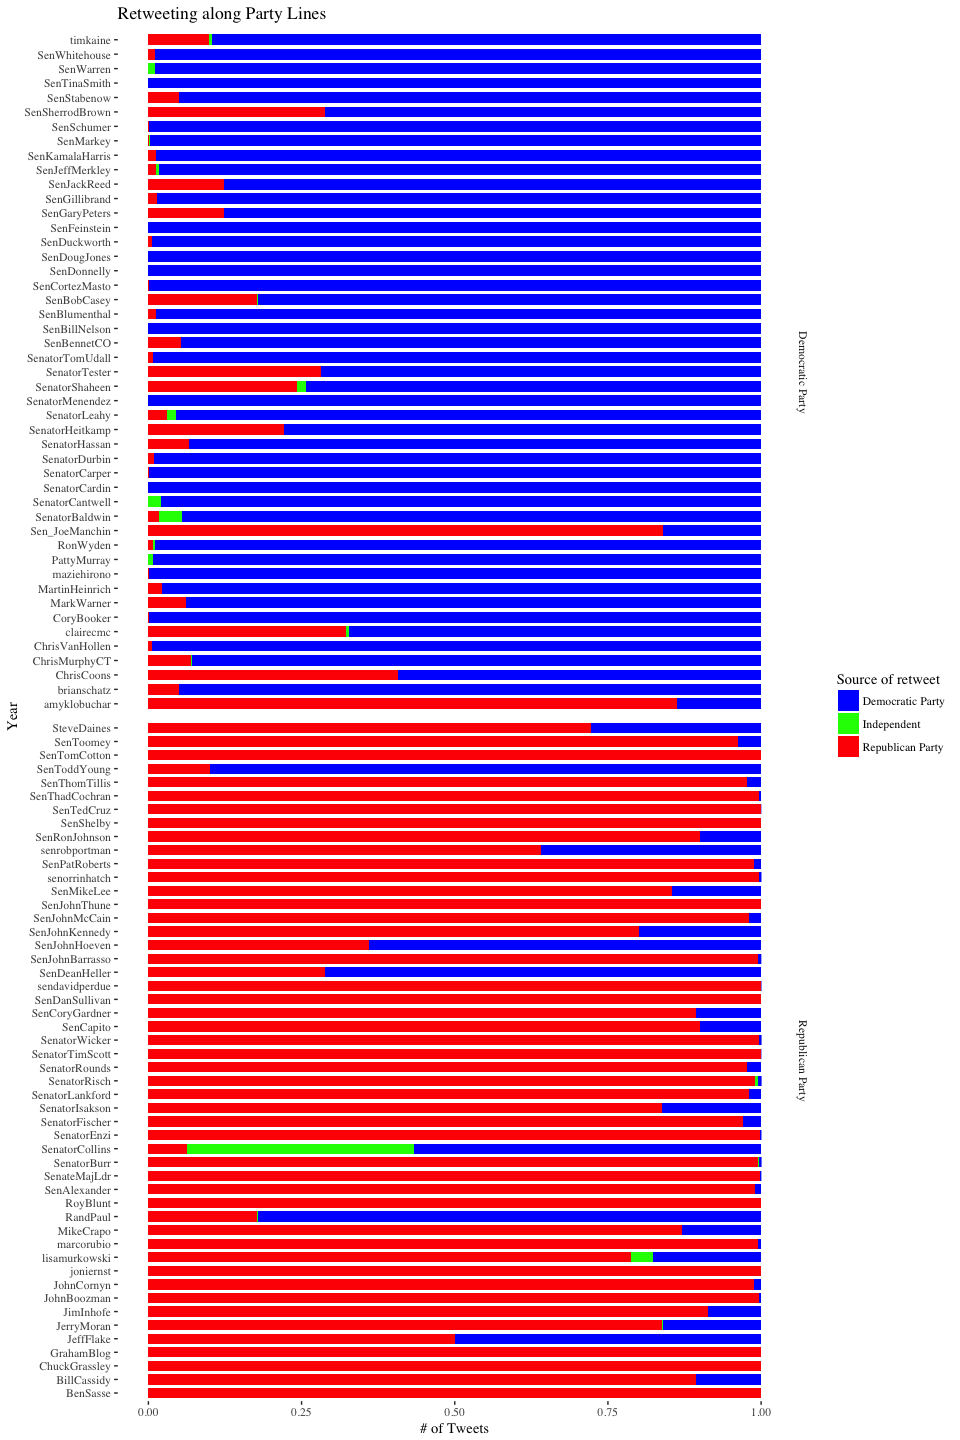 Retweeting along Party Lines
timkaine
SenWhitehouse
SenWarren
SenTinaSmith
SenStabenow
SenSherrodBrown
SenSchumer
SenMarkey
SenKamalaHarris
SenJeffMerkley
SenJackReed
SenGillibrand
SenGaryPeters
SenFeinstein
SenDuckworth
SenDougJones
SenDonnelly
SenCortezMasto
SenBobCasey
SenBlumenthal
SenBillNelson
SenBennetCO
SenatorTomUdall
SenatorTester
SenatorShaheen
SenatorMenendez
SenatorLeahy
SenatorHeitkamp
SenatorHassan
SenatorDurbin
SenatorCarper
SenatorCardin
SenatorCantwell
SenatorBaldwin
Sen_JoeManchin
RonWyden
PattyMurray
maziehirono
MartinHeinrich
MarkWarner
CoryBooker
clairecmc
ChrisVanHollen
ChrisMurphyCT
ChrisCoons
brianschatz
amyklobuchar
Democratic Party
SteveDaines
SenToomey
SenTomCotton
SenToddYoung
SenThomTillis
SenThadCochran
SenTedCruz
SenShelby
SenRonJohnson
senrobportman
SenPatRoberts
senorrinhatch
SenMikeLee
SenJohnThune
SenJohnMcCain
SenJohnKennedy
SenJohnHoeven
SenJohnBarrasso
SenDeanHeller
sendavidperdue
SenDanSullivan
SenCoryGardner
SenCapito
SenatorWicker
SenatorTimScott
SenatorRounds
SenatorRisch
SenatorLankford
SenatorIsakson
SenatorFischer
SenatorEnzi
SenatorCollins
SenatorBurr
SenateMajLdr
SenAlexander
RoyBlunt
RandPaul
MikeCrapo
marcorubio
lisamurkowski
joniernst
JohnCornyn
JohnBoozman
JimInhofe
JerryMoran
JeffFlake
GrahamBlog
ChuckGrassley
BillCassidy
BenSasse
Republican Party
Year
0.00 0.25 0.50 0.75 1.00
# of Tweets
Source of retweet
Democratic Party
Independent
Republican Party